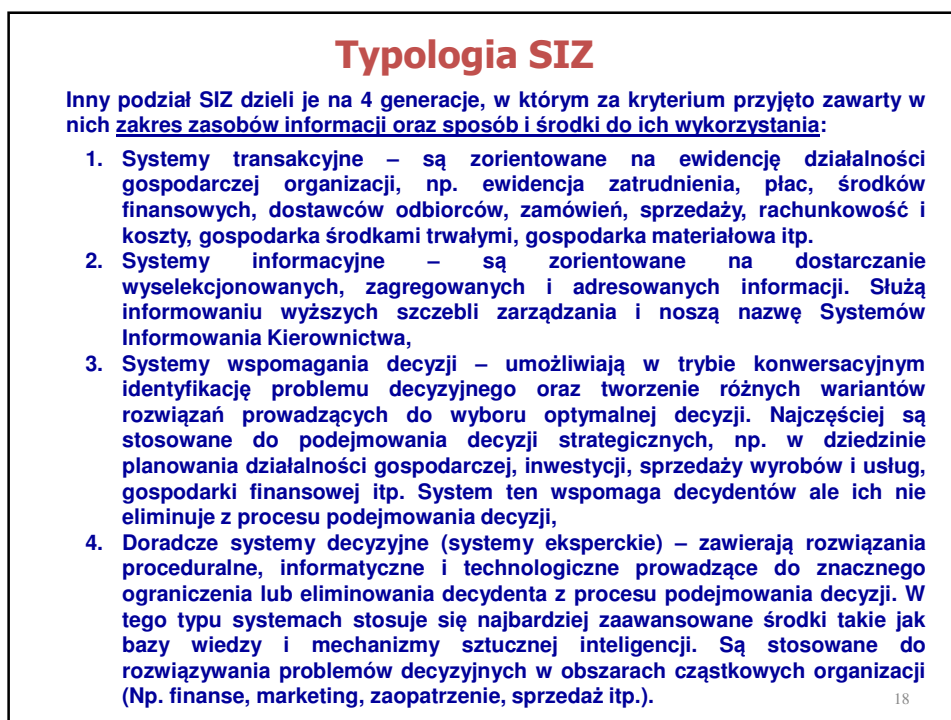 Typologia SIZ
Inny podział SIZ dzieli je na 4 generacje, w którym za kryterium przyjęto zawarty w
nich zakres zasobów informacji oraz sposób i środki do ich wykorzystania:
1. Systemy transakcyjne – są zorientowane na ewidencję działalności
gospodarczej organizacji, np. ewidencja zatrudnienia, płac, środków
finansowych, dostawców odbiorców, zamówień, sprzedaży, rachunkowość i
koszty, gospodarka środkami trwałymi, gospodarka materiałowa itp.
2. Systemy informacyjne – są zorientowane na dostarczanie
wyselekcjonowanych, zagregowanych i adresowanych informacji. Służą
informowaniu wyższych szczebli zarządzania i noszą nazwę Systemów
Informowania Kierownictwa,
3. Systemy wspomagania decyzji – umożliwiają w trybie konwersacyjnym
identyfikację problemu decyzyjnego oraz tworzenie różnych wariantów
rozwiązań prowadzących do wyboru optymalnej decyzji. Najczęściej są
stosowane do podejmowania decyzji strategicznych, np. w dziedzinie
planowania działalności gospodarczej, inwestycji, sprzedaży wyrobów i usług,
gospodarki finansowej itp. System ten wspomaga decydentów ale ich nie
eliminuje z procesu podejmowania decyzji,
4. Doradcze systemy decyzyjne (systemy eksperckie) – zawierają rozwiązania
proceduralne, informatyczne i technologiczne prowadzące do znacznego
ograniczenia lub eliminowania decydenta z procesu podejmowania decyzji. W
tego typu systemach stosuje się najbardziej zaawansowane środki takie jak
bazy wiedzy i mechanizmy sztucznej inteligencji. Są stosowane do
rozwiązywania problemów decyzyjnych w obszarach cząstkowych organizacji
(Np. finanse, marketing, zaopatrzenie, sprzedaż itp.).
18